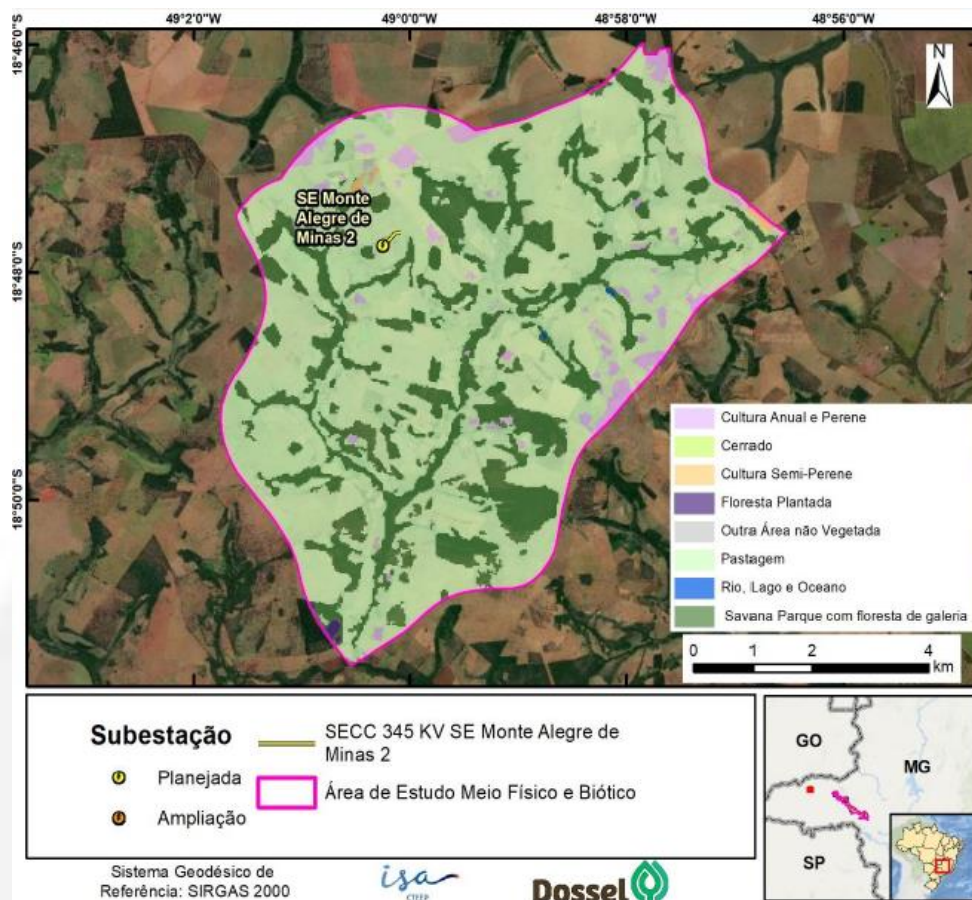 49°2'0"W 49°0'0"W 48°58'0"W 48°56'0"W
18°46'0"S
N
SE Monte
Alegre de
Minas 2
18°48'0"S
18°50'0"S
Cultura Anual e Perene
Cerrado
Cultura Semi-Perene
Floresta Plantada
Outra Área não Vegetada
Pastagem
Rio, Lago e Oceano
Savana Parque com floresta de galeria
0 1 2 4
km
Subestação
Planejada
Ampliação
SECC 345 KV SE Monte Alegre de
Minas 2
Área de Estudo Meio Físico e Biótico
GO
MG
SP
Sistema Geodésico de
Referência: SIRGAS 2000
isa
CTEEP
Dossel